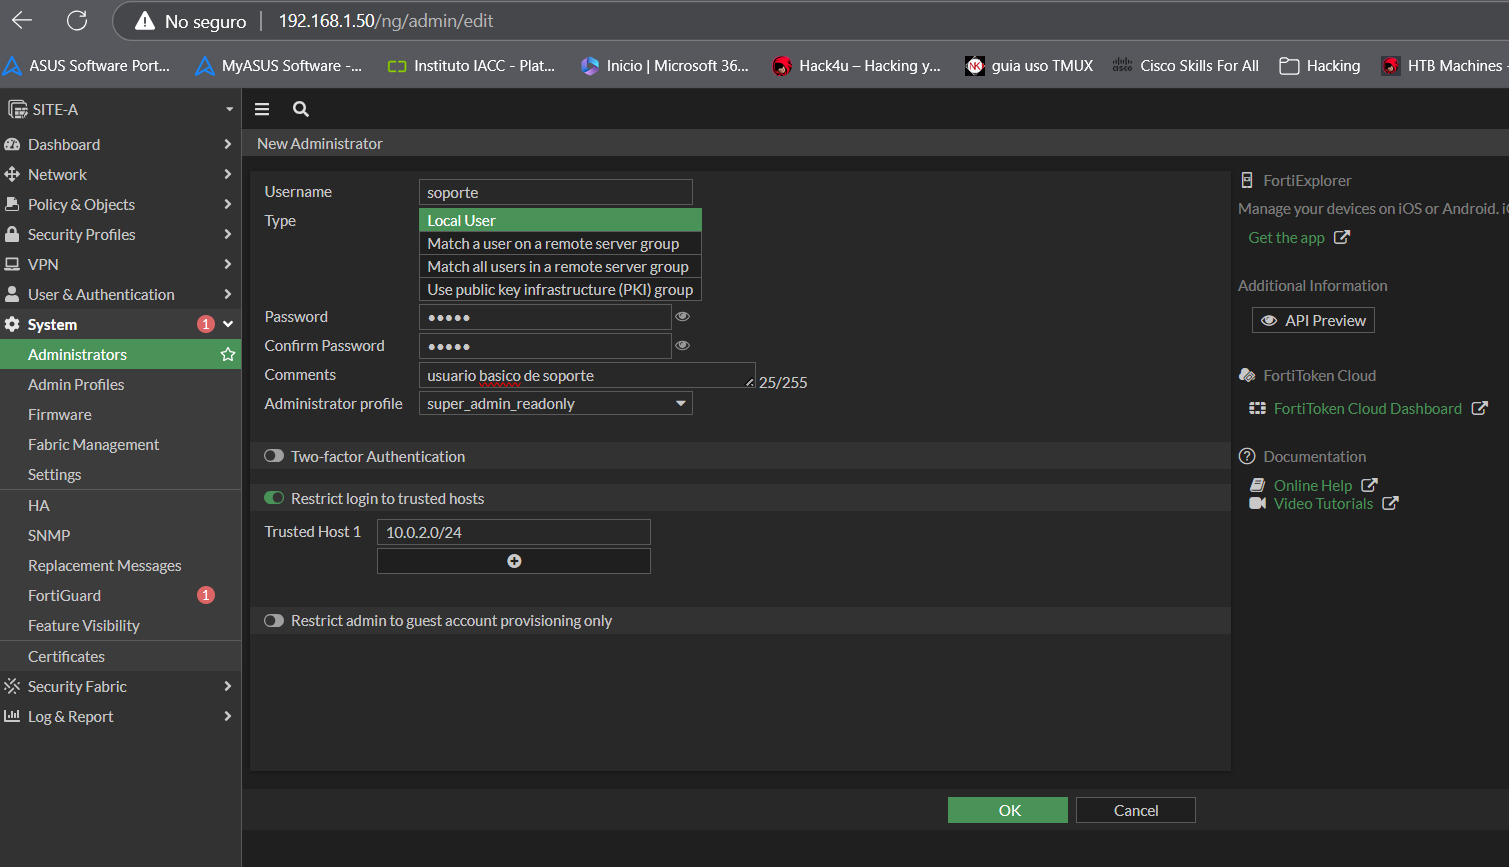 No seguro
192.168.1.50/ng/admin/edit
ASUS Software Port...
MyASUS Software -...
Instituto IACC - Plat...
Inicio | Microsoft 36...
Hack4u – Hacking y...
guia uso TMUX
Cisco Skills For All
Hacking
HTB Machines -
SITE-A
Dashboard
Network
Policy & Objects
Security Profiles
VPN
User & Authentication
System
1
Administrators
Admin Profiles
Firmware
Fabric Management
Settings
HA
SNMP
Replacement Messages
FortiGuard
1
Feature Visibility
Certificates
Security Fabric
Log & Report
New Administrator
Username
soporte
Type
Local User
Match a user on a remote server group
Match all users in a remote server group
Use public key infrastructure (PKI) group
Password
●●●●●
Confirm Password
●●●●●
Comments
usuario basico de soporte
25/255
Administrator profile
super_admin_readonly
Two-factor Authentication
Restrict login to trusted hosts
Trusted Host 1
10.0.2.0/24
Restrict admin to guest account provisioning only
OK
Cancel
FortiExplorer
Manage your devices on iOS or Android.
Get the app
Additional Information
API Preview
FortiToken Cloud
FortiToken Cloud Dashboard
Documentation
Online Help
Video Tutorials